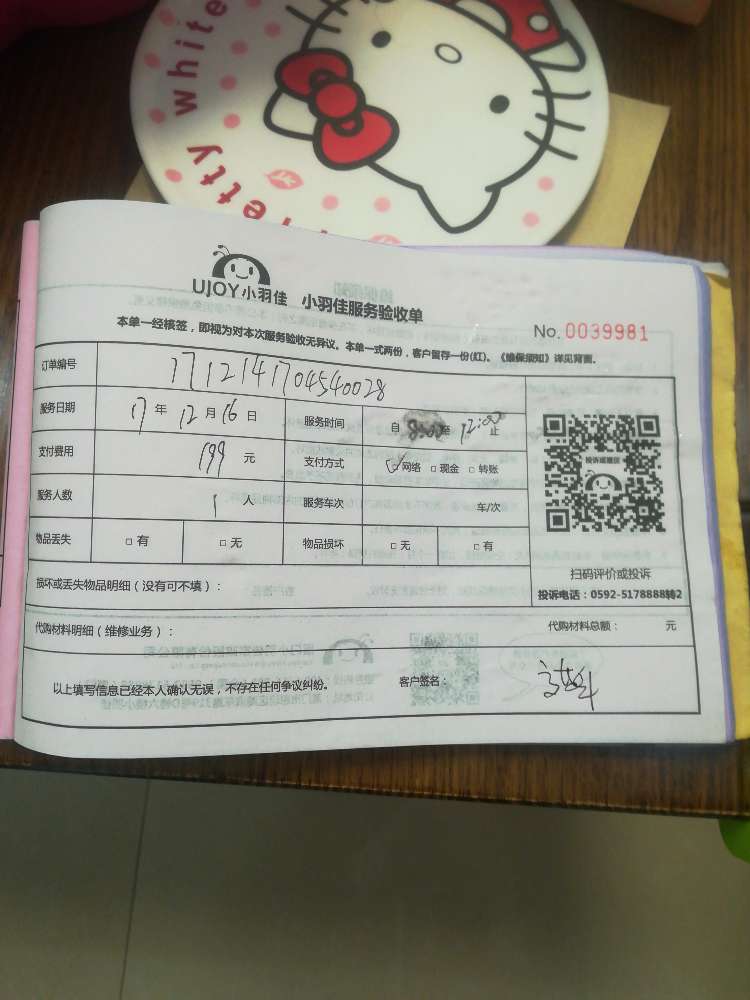 white
Pretty
UJOY小羽佳 小羽佳服务验收单
No. 0039981
本单一经核签，即视为对本次服务验收无异议。本单一式两份，客户留存一份(红)。《维保须知》详见背面。
订单编号 1712141704540028
服务日期 17 年 12 月 16 日 服务时间 自 8:00 至 12:00 止
支付费用 199 元 支付方式 ☑网络 □现金 □转账
服务人数 1 人 服务车次 车/次
投诉或建议
物品丢失 □有 □无 物品损坏 □无 □有
扫码评价或投诉
投诉电话：0592-5178888转2
损坏或丢失物品明细（没有可不填）：
代购材料明细（维修业务）： 代购材料总额： 元
以上填写信息已经本人确认无误，不存在任何争议纠纷。 客户签名：